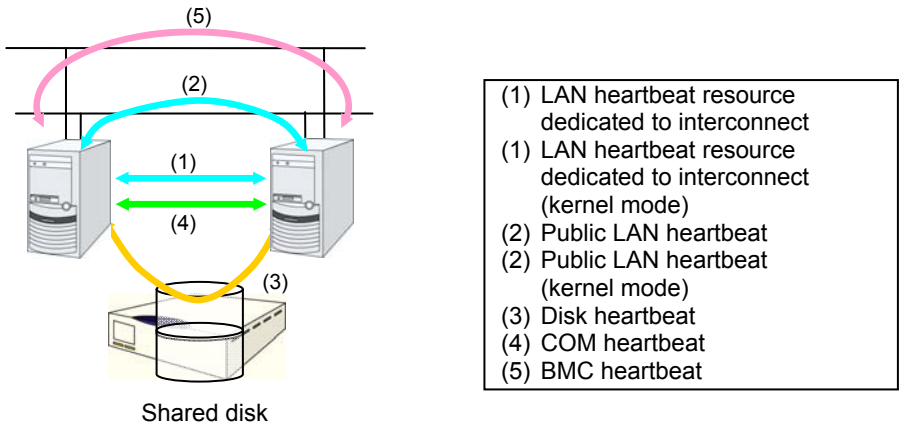 (5)
(2)
(1)
(4)
(3)
Shared disk
(1) LAN heartbeat resource
dedicated to interconnect
(1) LAN heartbeat resource
dedicated to interconnect
(kernel mode)
(2) Public LAN heartbeat
(2) Public LAN heartbeat
(kernel mode)
(3) Disk heartbeat
(4) COM heartbeat
(5) BMC heartbeat